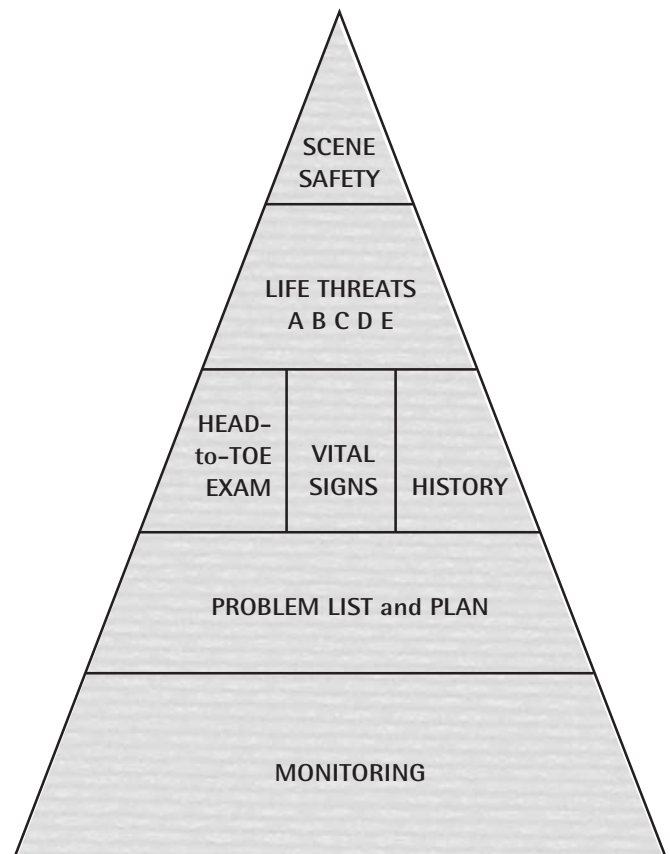 SCENE
SAFETY
LIFE THREATS
A B C D E
HEAD-
to-TOE
EXAM
VITAL
SIGNS
HISTORY
PROBLEM LIST and PLAN
MONITORING